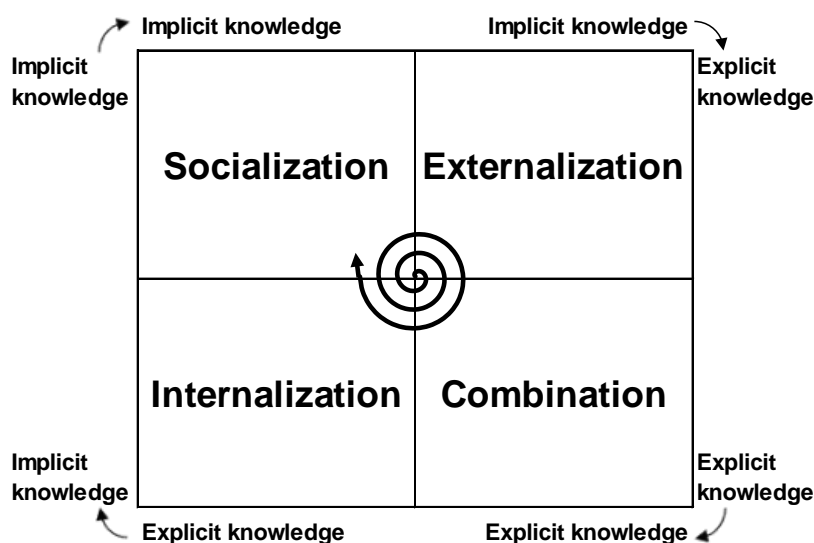 Implicit knowledge
Implicit knowledge
Implicit
knowledge
Explicit
knowledge
Socialization
Externalization
Internalization
Combination
Implicit
knowledge
Explicit
knowledge
Explicit knowledge
Explicit knowledge